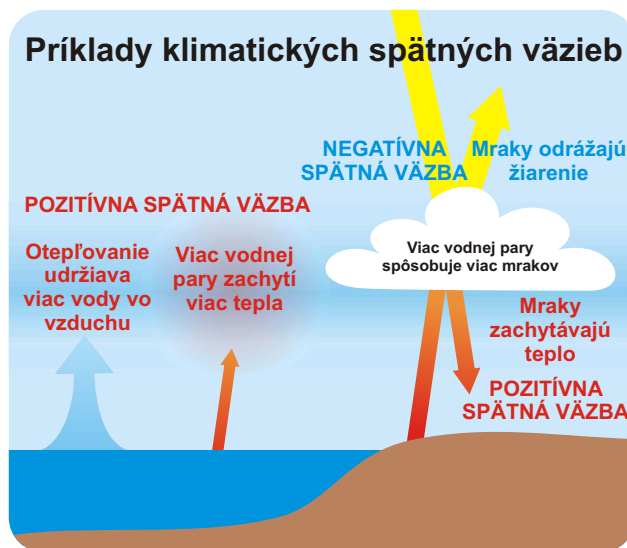 Príklady klimatických spätných väzieb
NEGATÍVNA
SPÄTNÁ VÄZBA
Mraky odrážajú
žiarenie
POZITÍVNA SPÄTNÁ VÄZBA
Otepľovanie
udržiava
viac vody vo
vzduchu
Viac vodnej
pary zachytí
viac tepla
Viac vodnej pary
spôsobuje viac mrakov
Mraky
zachytávajú
teplo
POZITÍVNA
SPÄTNÁ VÄZBA